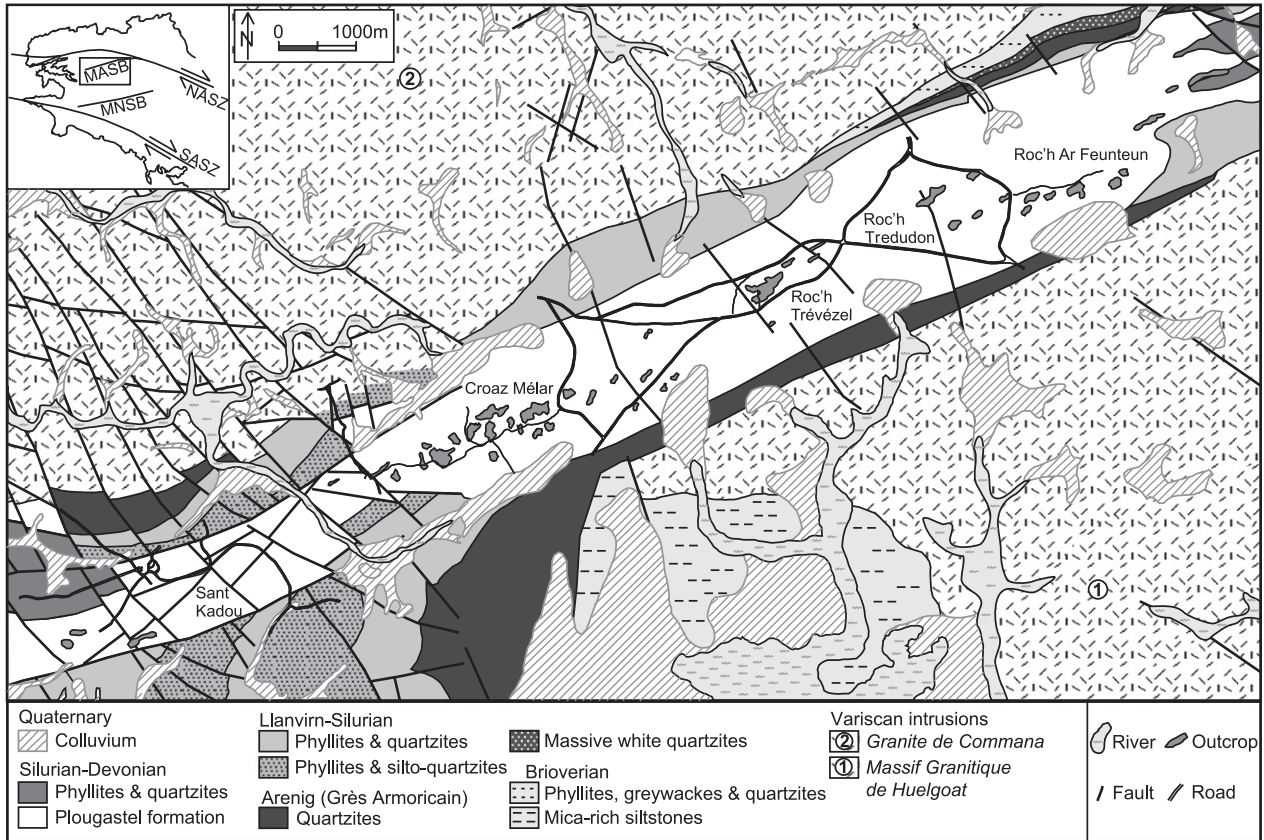 N
0 1000m
MASB
NASZ
MNSB
SASZ
2
Roc'h Ar Feunteun
Roc'h
Tredudon
Roc'h
Trévézel
Croaz Mélar
Sant
Kadou
1
Quaternary
Colluvium
Silurian-Devonian
Phyllites & quartzites
Plougastel formation
Llanvirn-Silurian
Phyllites & quartzites
Phyllites & silto-quartzites
Arenig (Grès Armoricain)
Quartzites
Massive white quartzites
Brioverian
Phyllites, greywackes & quartzites
Mica-rich siltstones
Variscan intrusions
2 Granite de Commana
1 Massif Granitique
de Huelgoat
River
Outcrop
Fault
Road